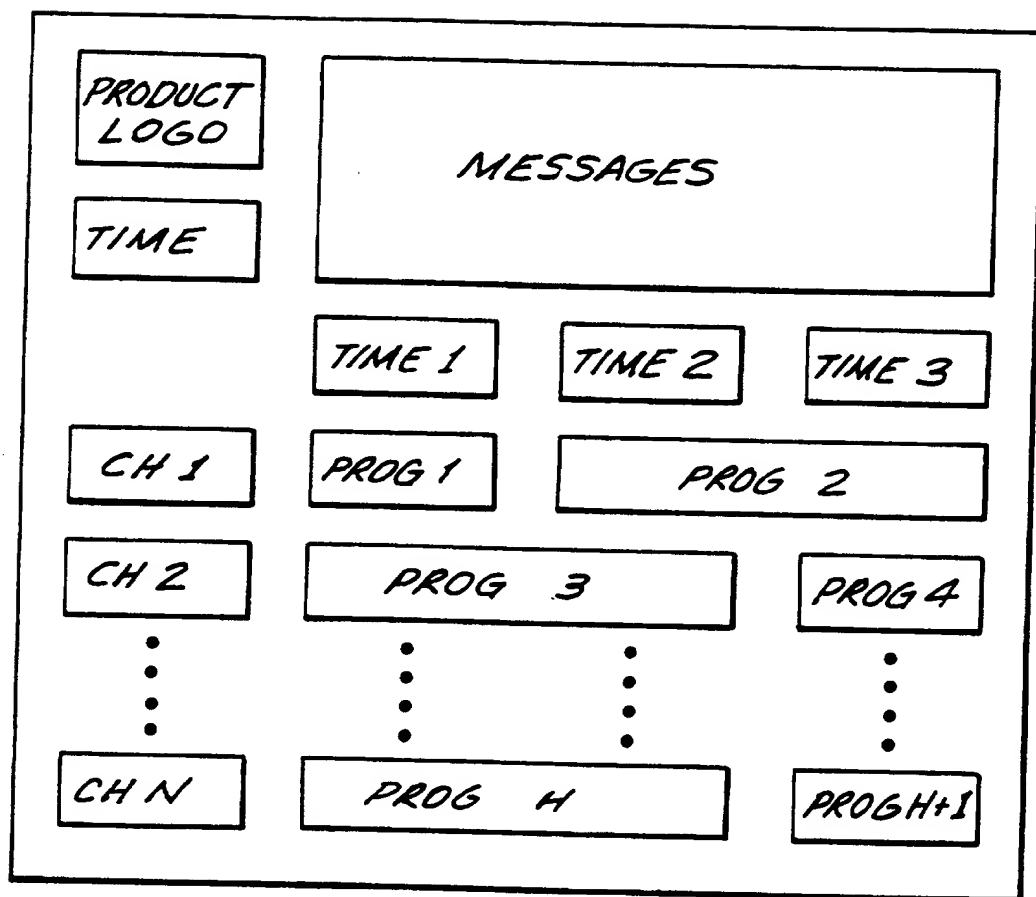 PRODUCT
LOGO
MESSAGES
TIME
TIME 1 TIME 2 TIME 3
CH 1 PROG 1 PROG 2
CH 2 PROG 3 PROG 4
CH N PROG H PROG H+1